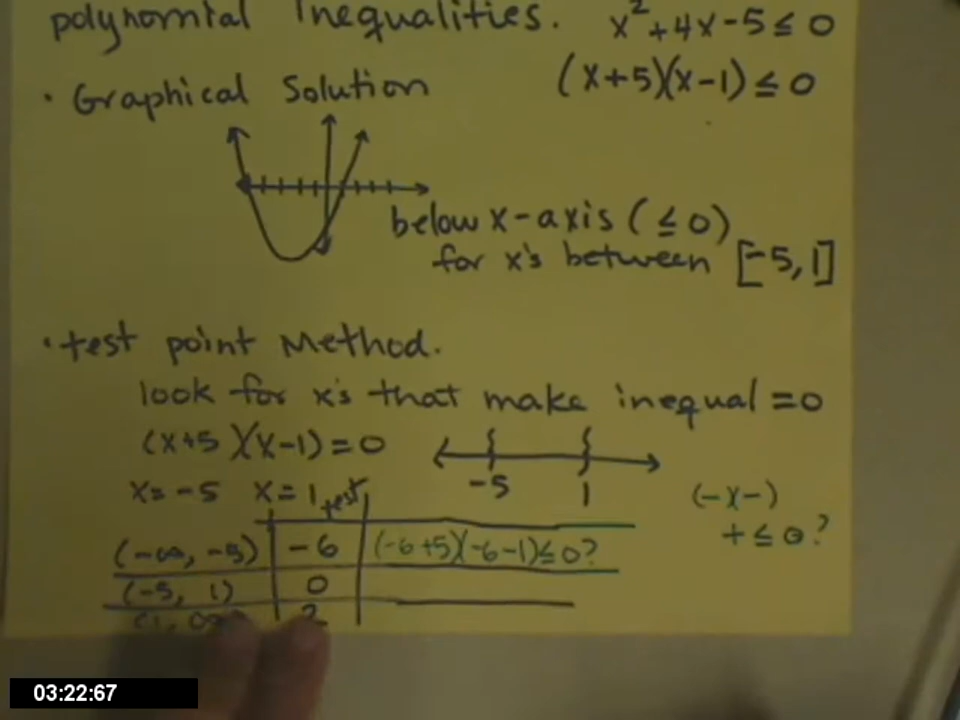 polynomial Inequalities. x²+4x-5≤0
(x+5)(x-1)≤0
• Graphical Solution
below x-axis (≤0)
for x's between [-5,1]
• test point Method.
look for x's that make inequal =0
(x+5)(x-1)=0
-5 1
x=-5 x=1
(-)(-)
+≤0?
test
(-∞, -5) -6 (-6+5)(-6-1)≤0?
(-5, 1) 0
(1, ∞) 2
03:22:67